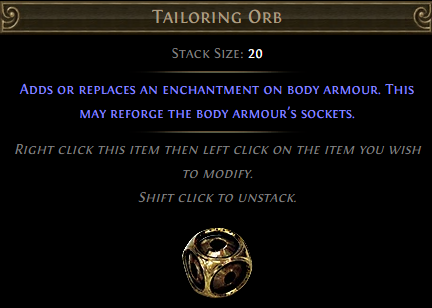 Tailoring Orb
Stack Size: 20
Adds or replaces an enchantment on body armour. This
may reforge the body armour's sockets.
Right click this item then left click on the item you wish
to modify.
Shift click to unstack.